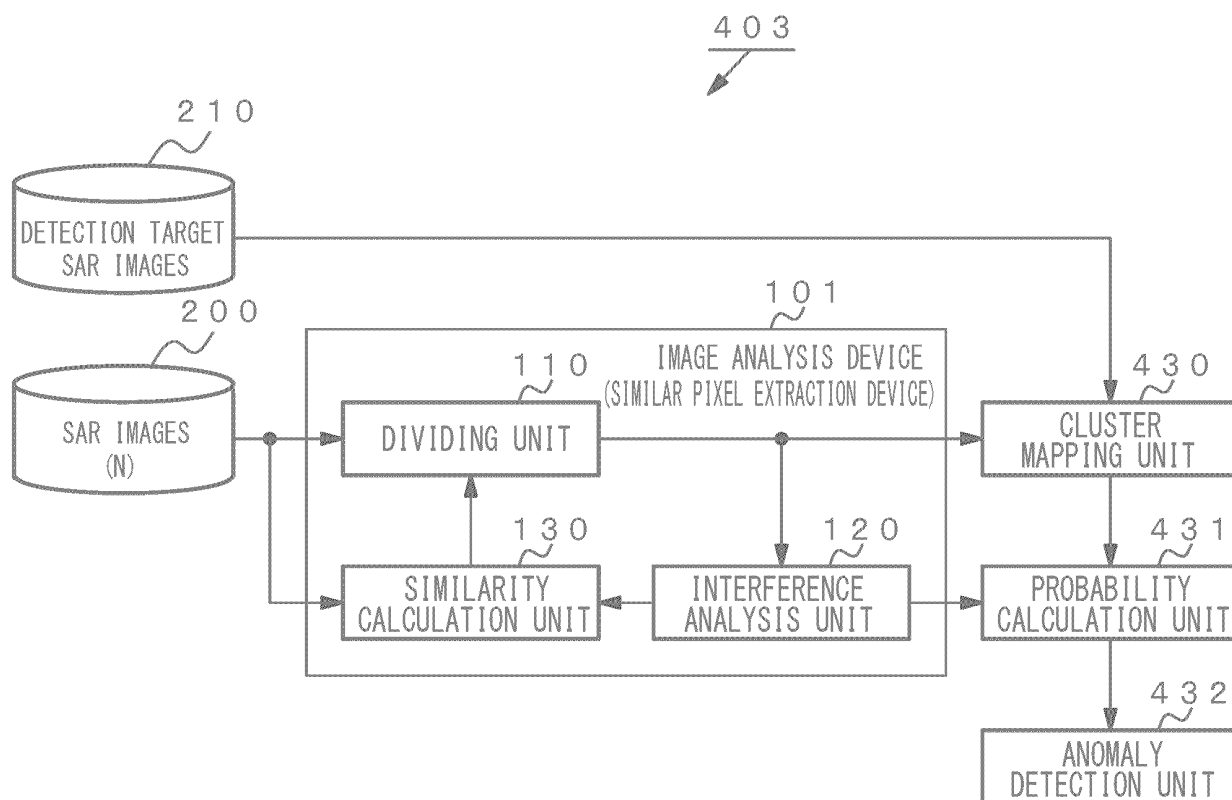 403
210
DETECTION TARGET
SAR IMAGES
200
SAR IMAGES
(N)
101
IMAGE ANALYSIS DEVICE
(SIMILAR PIXEL EXTRACTION DEVICE)
110
DIVIDING UNIT
430
CLUSTER
MAPPING UNIT
130
SIMILARITY
CALCULATION UNIT
120
INTERFERENCE
ANALYSIS UNIT
431
PROBABILITY
CALCULATION UNIT
432
ANOMALY
DETECTION UNIT